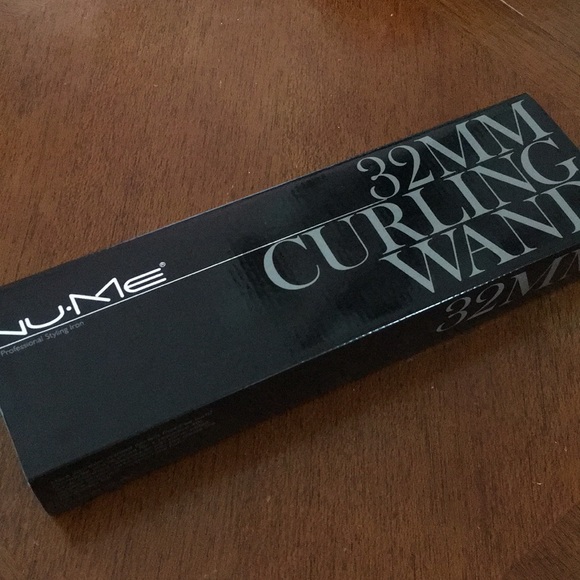 NU·ME®
Professional Styling Iron
32MM
CURLING
WAND
32MM